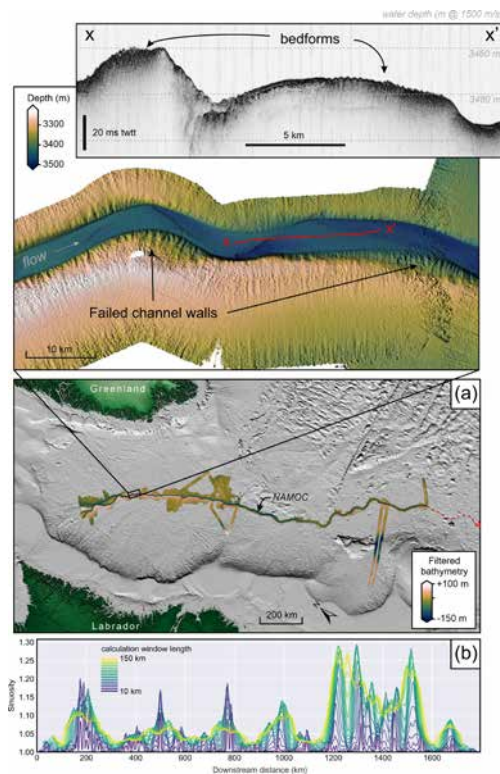 water depth (m @ 1500 m/s)
X
bedforms
X'
3460 m
3490 m
20 ms twtt
5 km
Depth (m)
3300
3500
flow
X
X'
Failed channel walls
10 km
Greenland
(a)
NAMOC
Filtered
bathymetry
+100 m
-150 m
200 km
Labrador
calculation window length
150 km
10 km
(b)
Sinuosity
1.30
1.25
1.20
1.15
1.10
1.05
1.00
0
200
400
600
800
1000
1200
1400
1600
Downstream distance (km)